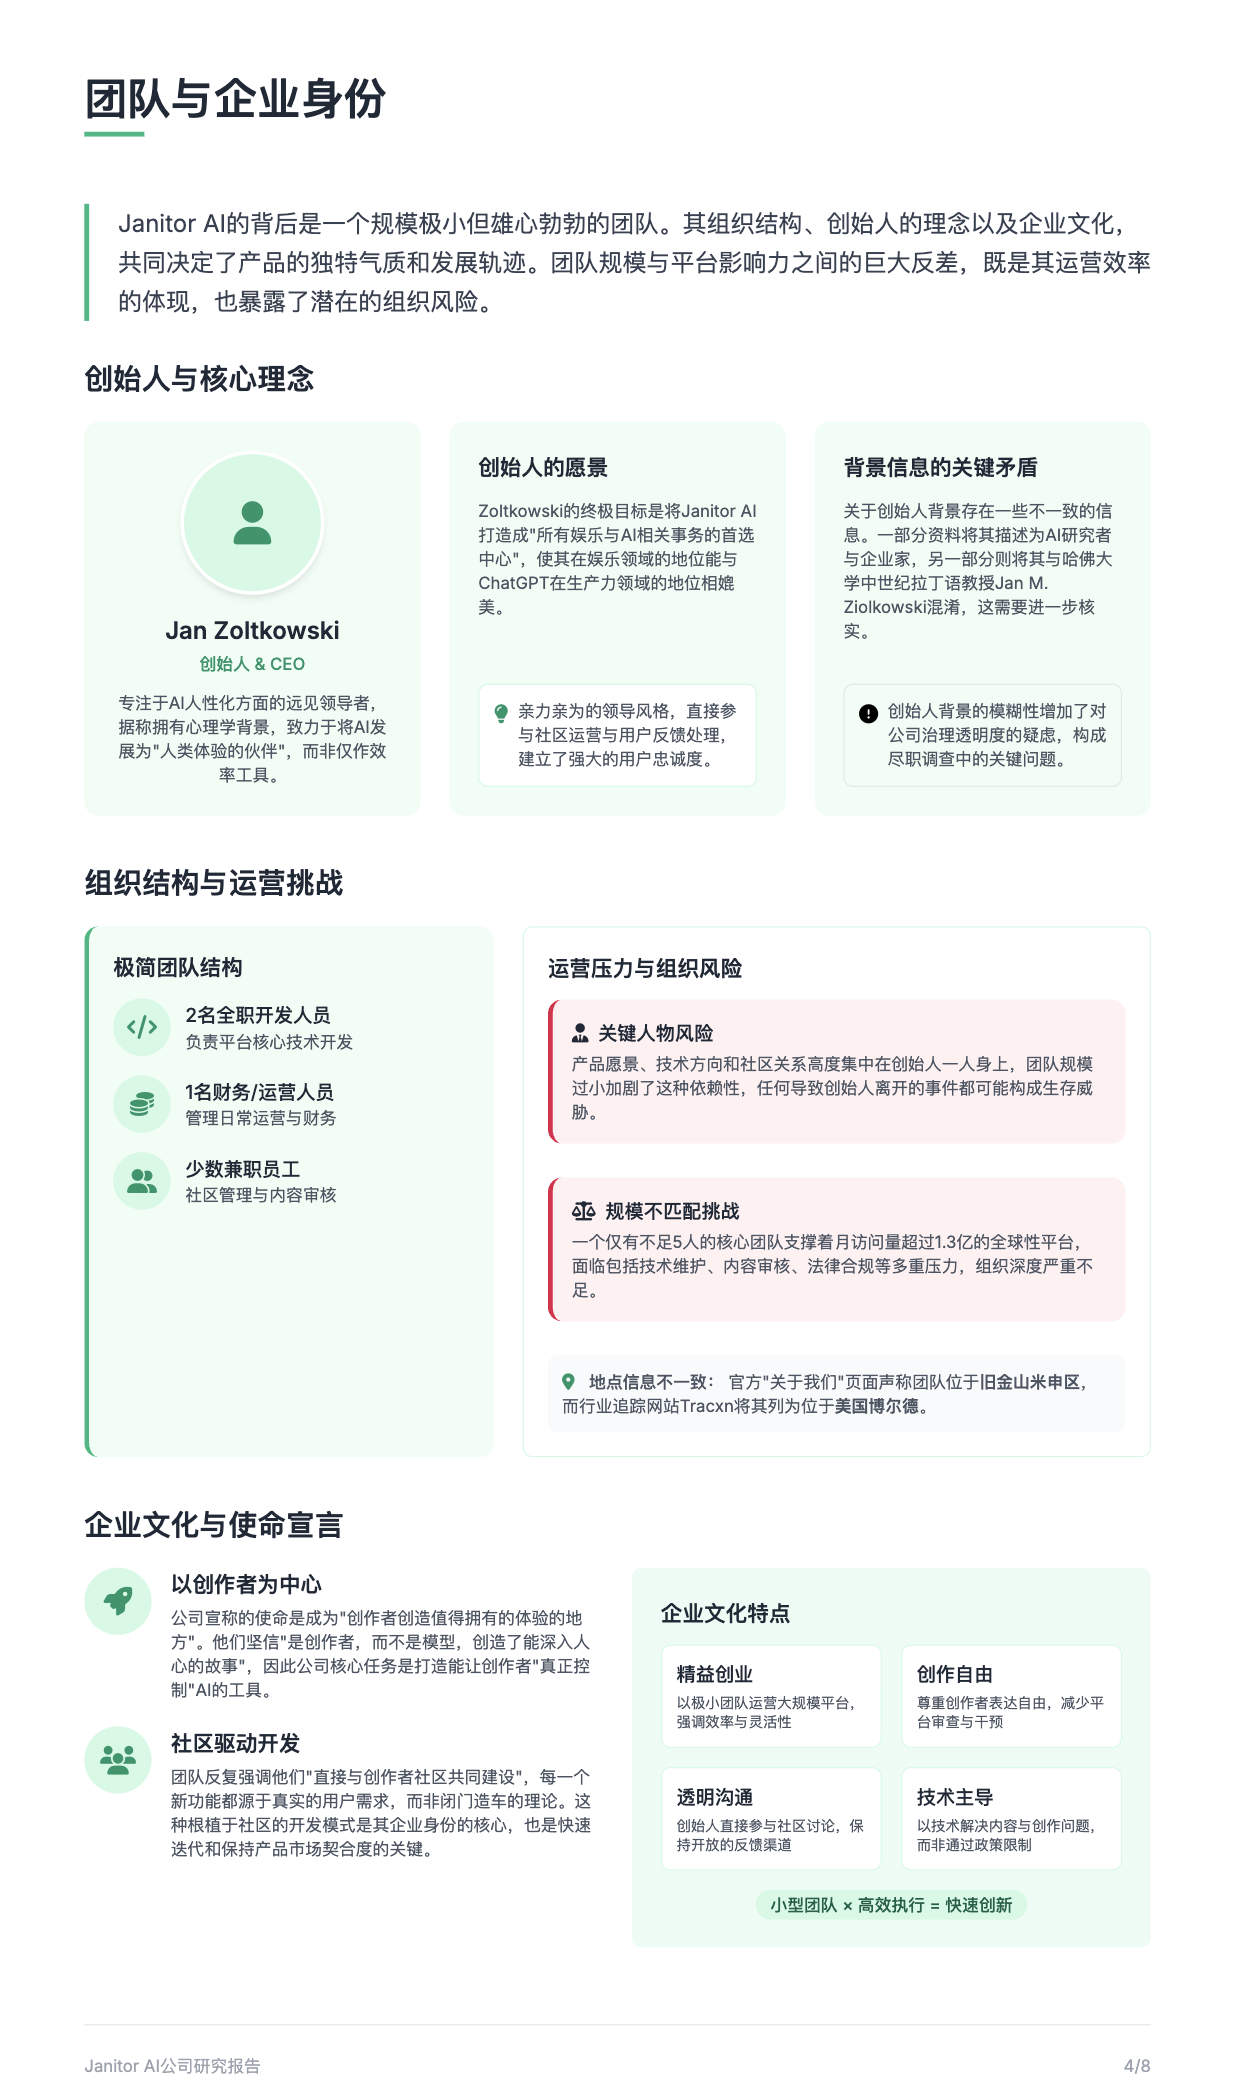 团队与企业身份
Janitor AI的背后是一个规模极小但雄心勃勃的团队。其组织结构、创始人的理念以及企业文化，
共同决定了产品的独特气质和发展轨迹。团队规模与平台影响力之间的巨大反差，既是其运营效率
的体现，也暴露了潜在的组织风险。
创始人与核心理念
Jan Zoltkowski
创始人 & CEO
专注于AI人性化方面的远见领导者，
据称拥有心理学背景，致力于将AI发
展为"人类体验的伙伴"，而非仅作效
率工具。
创始人的愿景
Zoltkowski的终极目标是将Janitor AI
打造成"所有娱乐与AI相关事务的首选
中心"，使其在娱乐领域的地位能与
ChatGPT在生产力领域的地位相媲
美。
亲力亲为的领导风格，直接参
与社区运营与用户反馈处理，
建立了强大的用户忠诚度。
背景信息的关键矛盾
关于创始人背景存在一些不一致的信
息。一部分资料将其描述为AI研究者
与企业家，另一部分则将其与哈佛大
学中世纪拉丁语教授Jan M.
Ziolkowski混淆，这需要进一步核
实。
创始人背景的模糊性增加了对
公司治理透明度的疑虑，构成
尽职调查中的关键问题。
组织结构与运营挑战
极简团队结构
2名全职开发人员
负责平台核心技术开发
1名财务/运营人员
管理日常运营与财务
少数兼职员工
社区管理与内容审核
运营压力与组织风险
关键人物风险
产品愿景、技术方向和社区关系高度集中在创始人一人身上，团队规模
过小加剧了这种依赖性，任何导致创始人离开的事件都可能构成生存威
胁。
规模不匹配挑战
一个仅有不足5人的核心团队支撑着月访问量超过1.3亿的全球性平台，
面临包括技术维护、内容审核、法律合规等多重压力，组织深度严重不
足。
地点信息不一致： 官方"关于我们"页面声称团队位于旧金山米申区，
而行业追踪网站Tracxn将其列为位于美国博尔德。
企业文化与使命宣言
以创作者为中心
公司宣称的使命是成为"创作者创造值得拥有的体验的地
方"。他们坚信"是创作者，而不是模型，创造了能深入人
心的故事"，因此公司核心任务是打造能让创作者"真正控
制"AI的工具。
社区驱动开发
团队反复强调他们"直接与创作者社区共同建设"，每一个
新功能都源于真实的用户需求，而非闭门造车的理论。这
种根植于社区的开发模式是其企业身份的核心，也是快速
迭代和保持产品市场契合度的关键。
企业文化特点
精益创业
以极小团队运营大规模平台，
强调效率与灵活性
创作自由
尊重创作者表达自由，减少平
台审查与干预
透明沟通
创始人直接参与社区讨论，保
持开放的反馈渠道
技术主导
以技术解决内容与创作问题，
而非通过政策限制
小型团队 × 高效执行 = 快速创新
Janitor AI公司研究报告
4/8